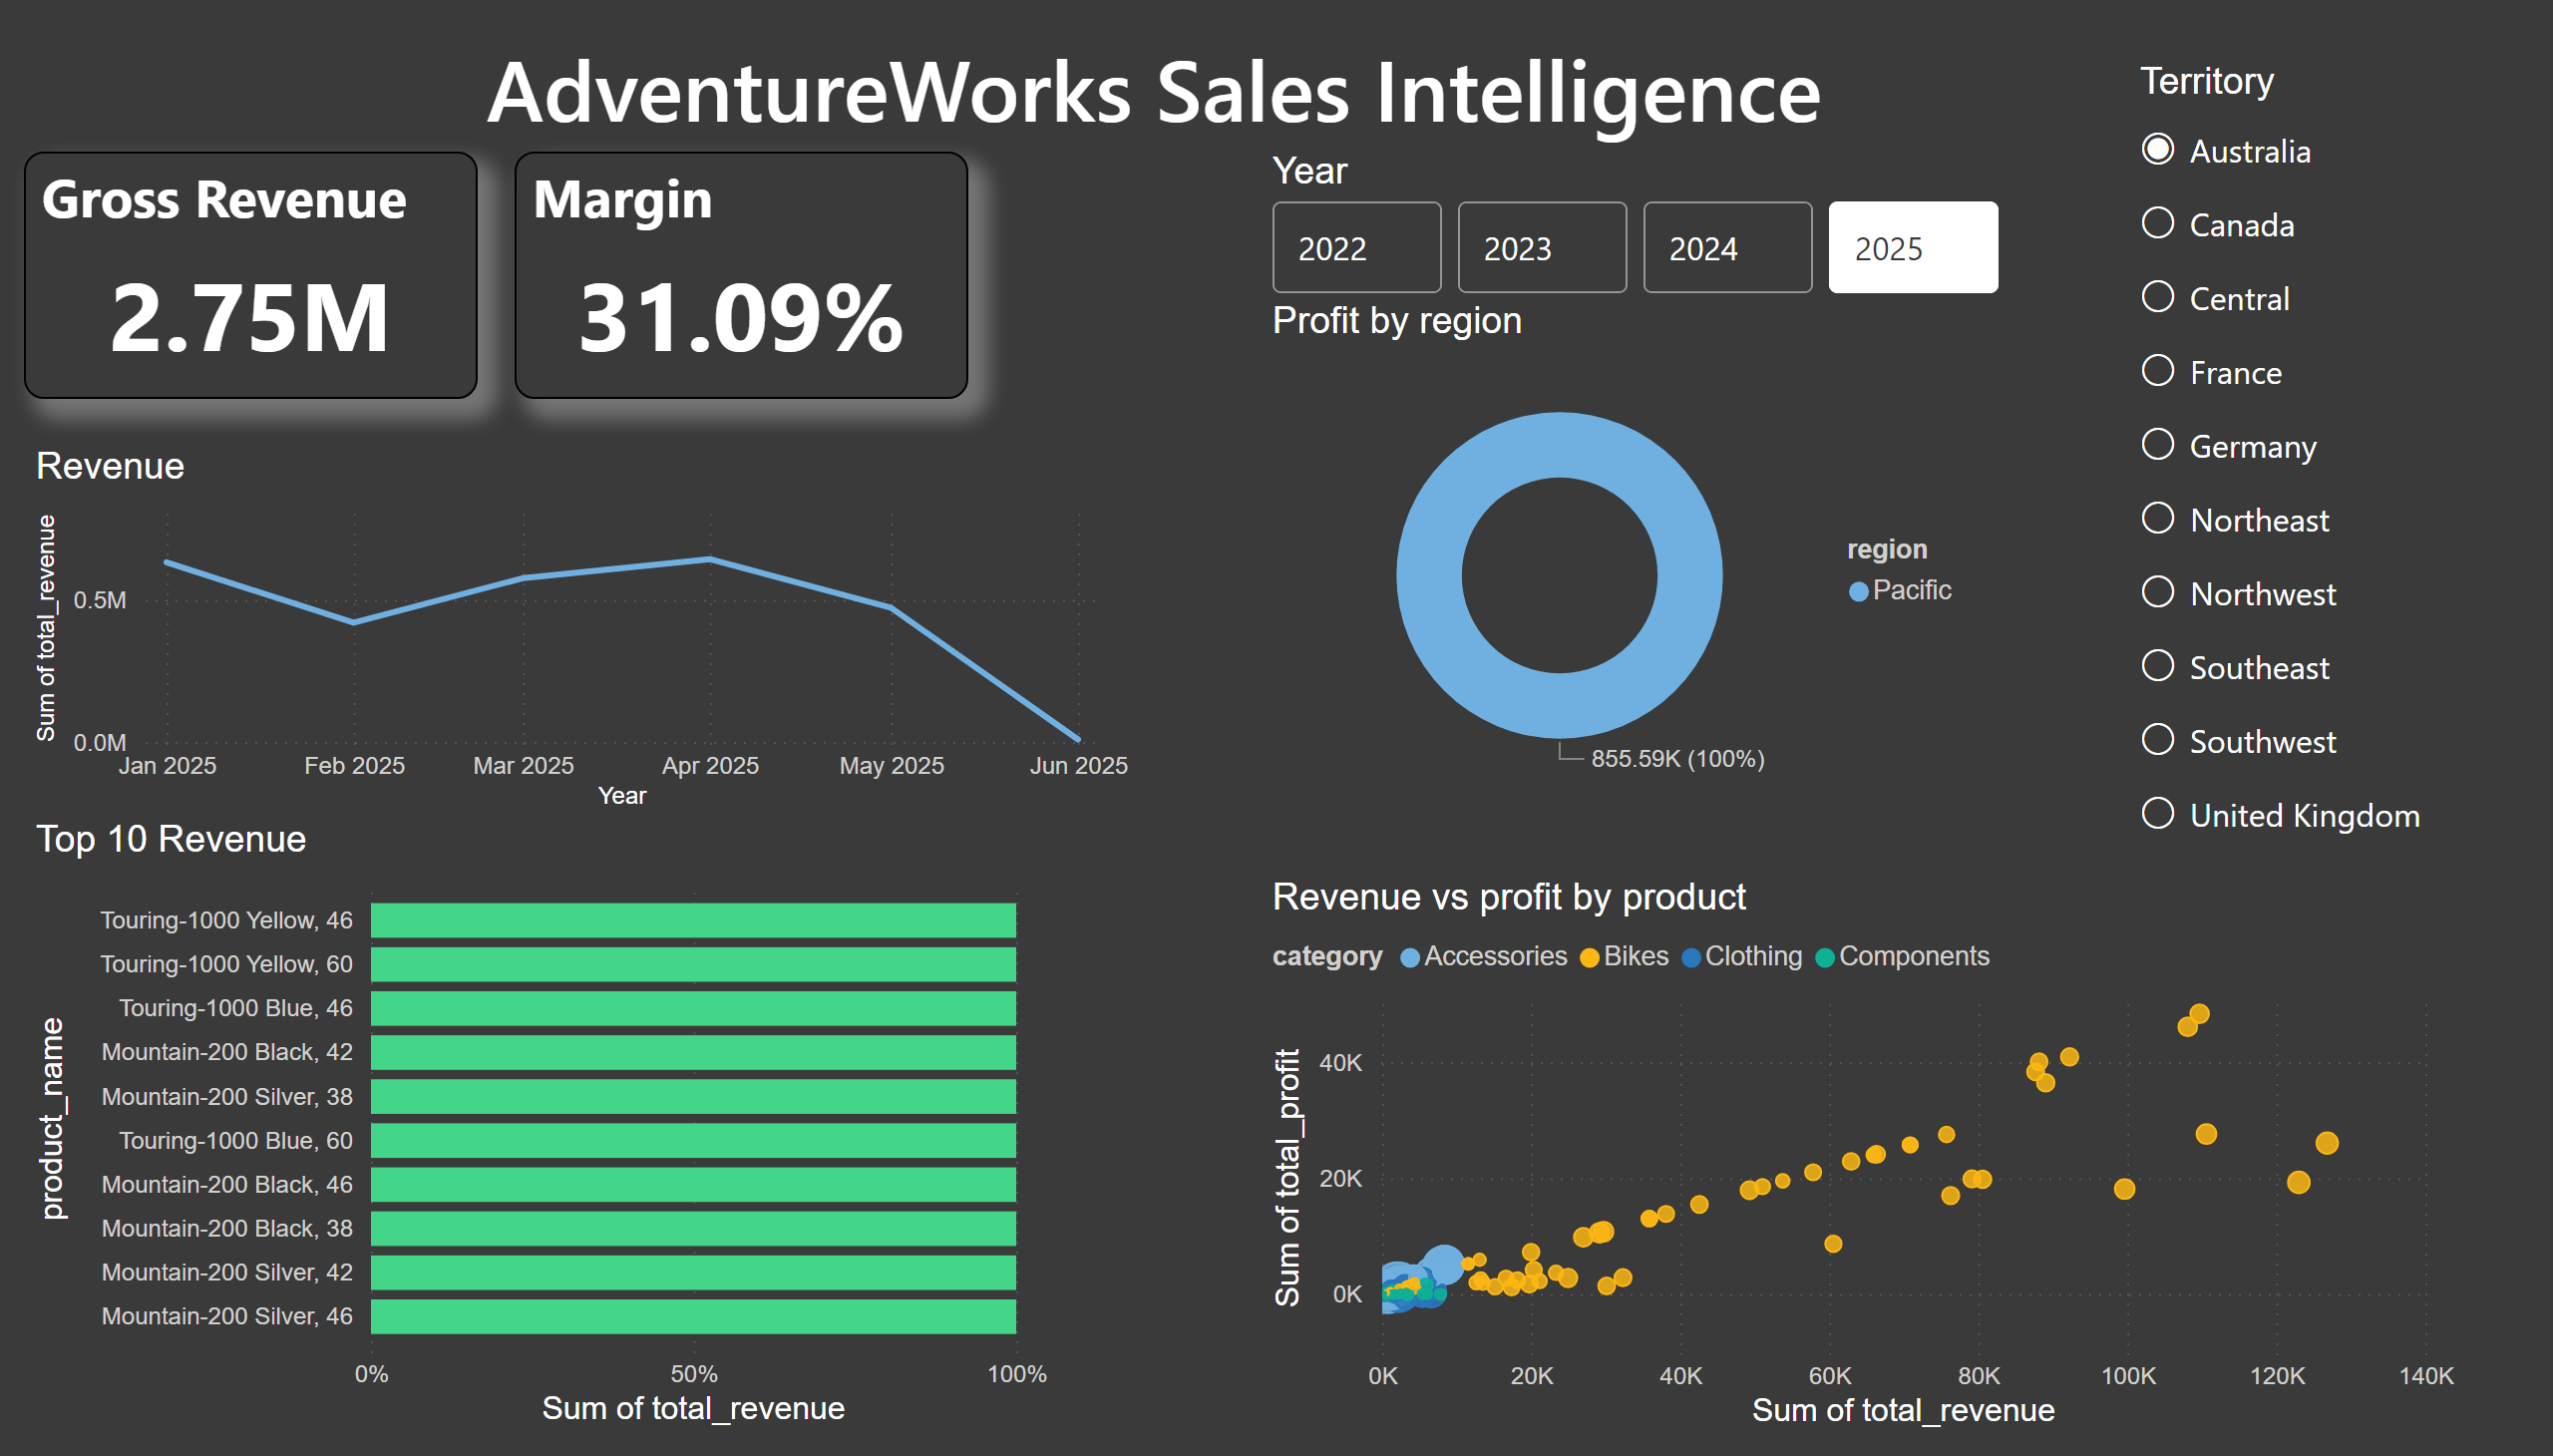 AdventureWorks Sales Intelligence
Gross Revenue
2.75M
Margin
31.09%
Year
2022 2023 2024 2025
Territory
Australia
Canada
Central
France
Germany
Northeast
Northwest
Southeast
Southwest
United Kingdom
Revenue
Sum of total_revenue
0.5M
0.0M
Jan 2025 Feb 2025 Mar 2025 Apr 2025 May 2025 Jun 2025
Year
Profit by region
region
Pacific
855.59K (100%)
Top 10 Revenue
product_name
Touring-1000 Yellow, 46
Touring-1000 Yellow, 60
Touring-1000 Blue, 46
Mountain-200 Black, 42
Mountain-200 Silver, 38
Touring-1000 Blue, 60
Mountain-200 Black, 46
Mountain-200 Black, 38
Mountain-200 Silver, 42
Mountain-200 Silver, 46
0% 50% 100%
Sum of total_revenue
Revenue vs profit by product
category Accessories Bikes Clothing Components
Sum of total_profit
40K
20K
0K
0K 20K 40K 60K 80K 100K 120K 140K
Sum of total_revenue